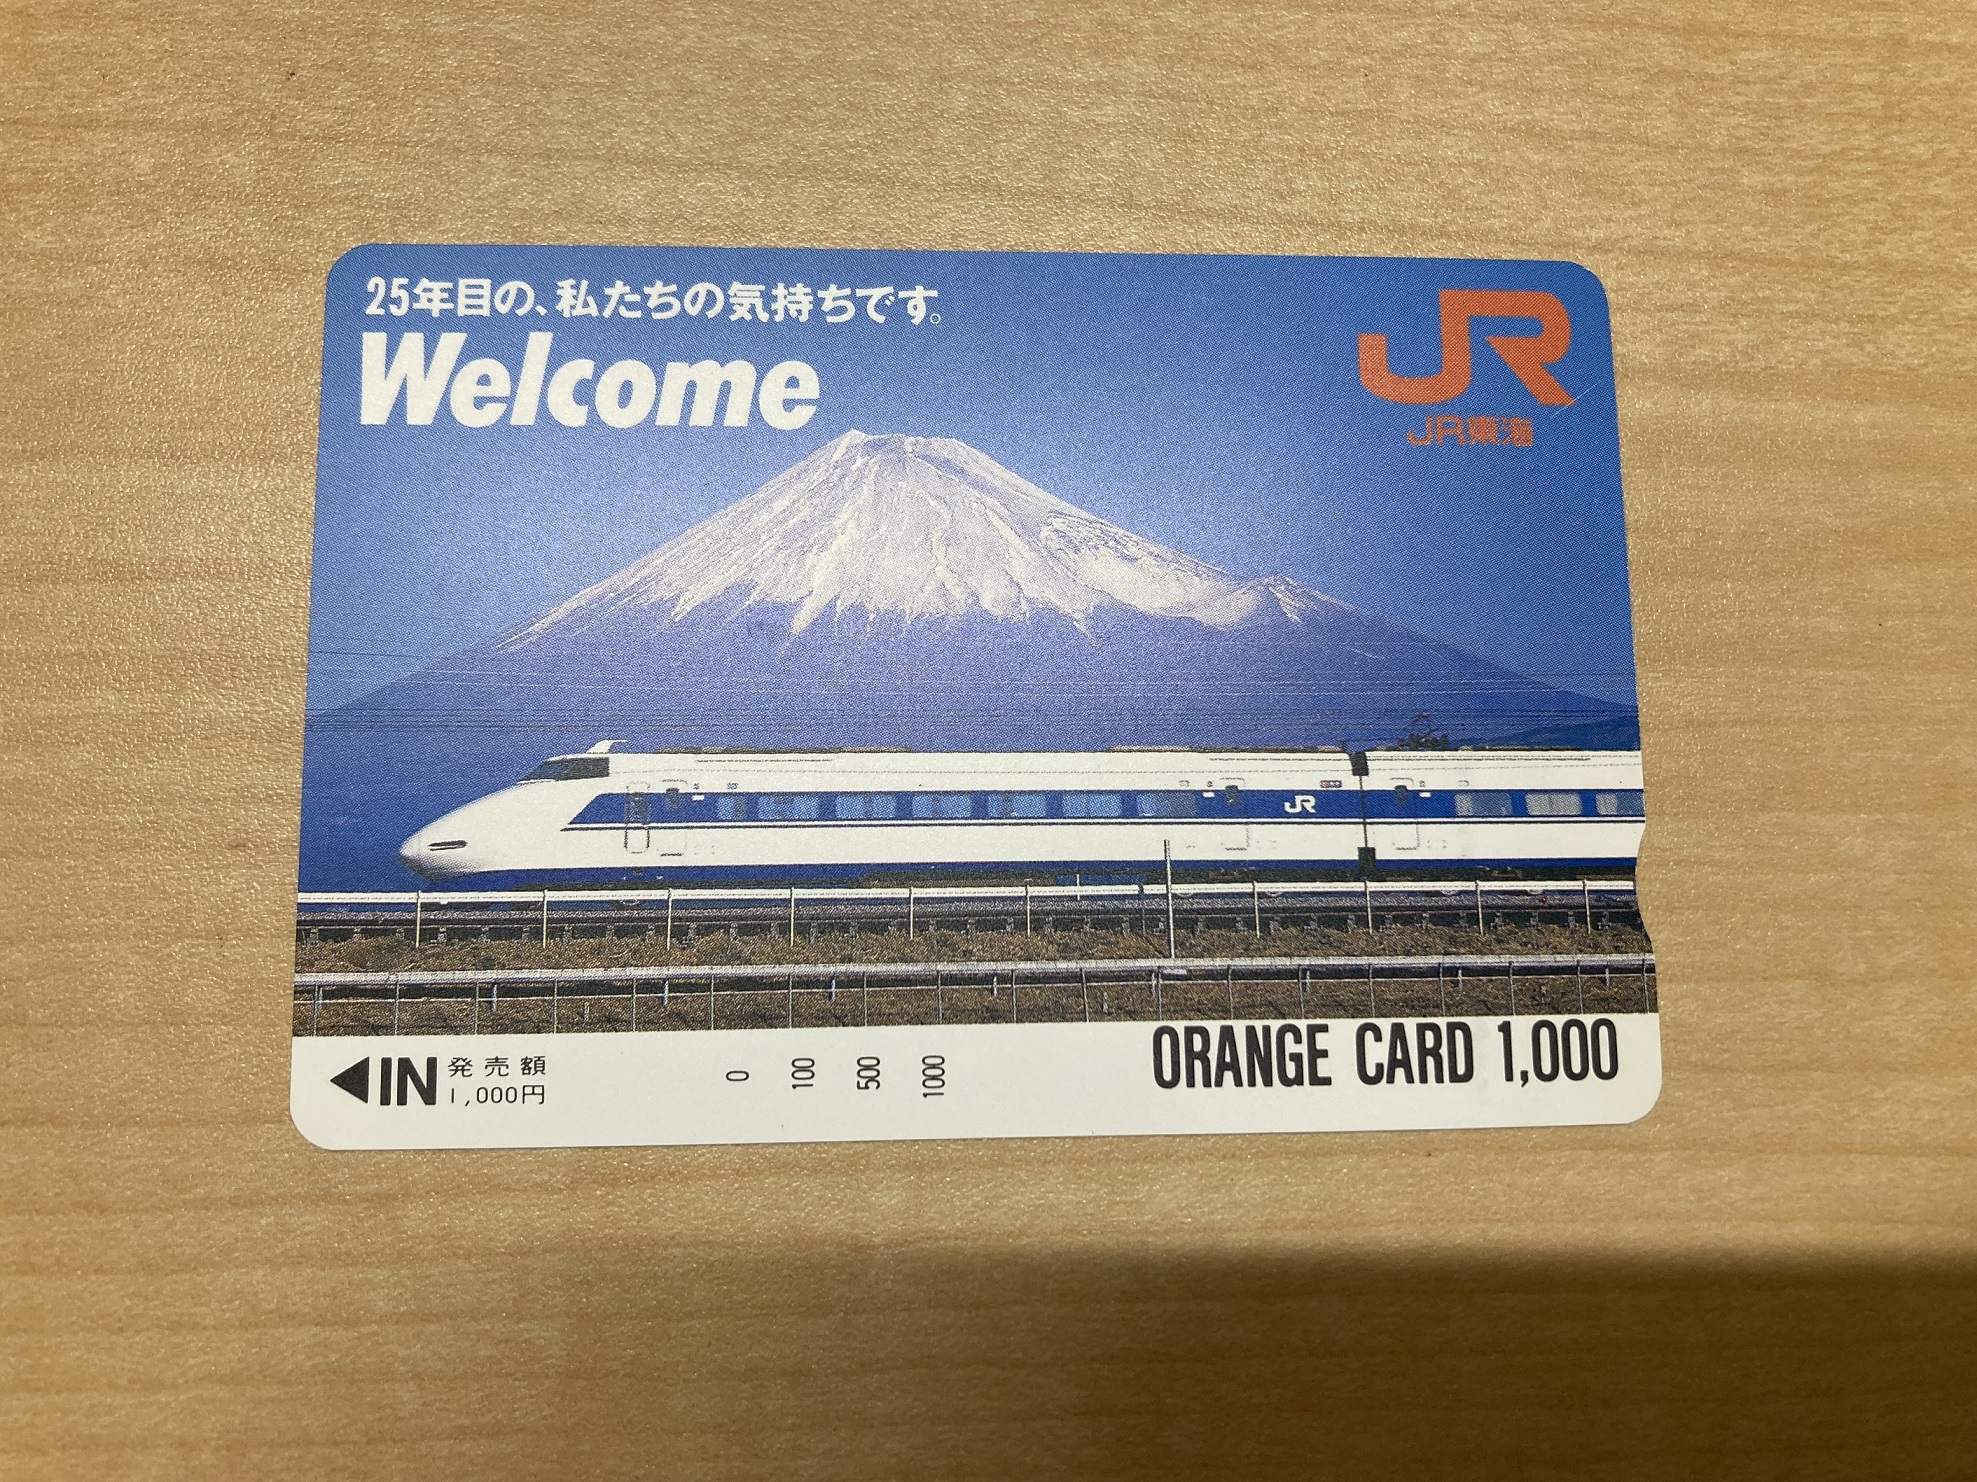 25年目の、私たちの気持ちです。
Welcome
JR
JR東海
JR
ORANGE CARD 1,000
◀IN 発売額
1,000円
0 100 500 1000